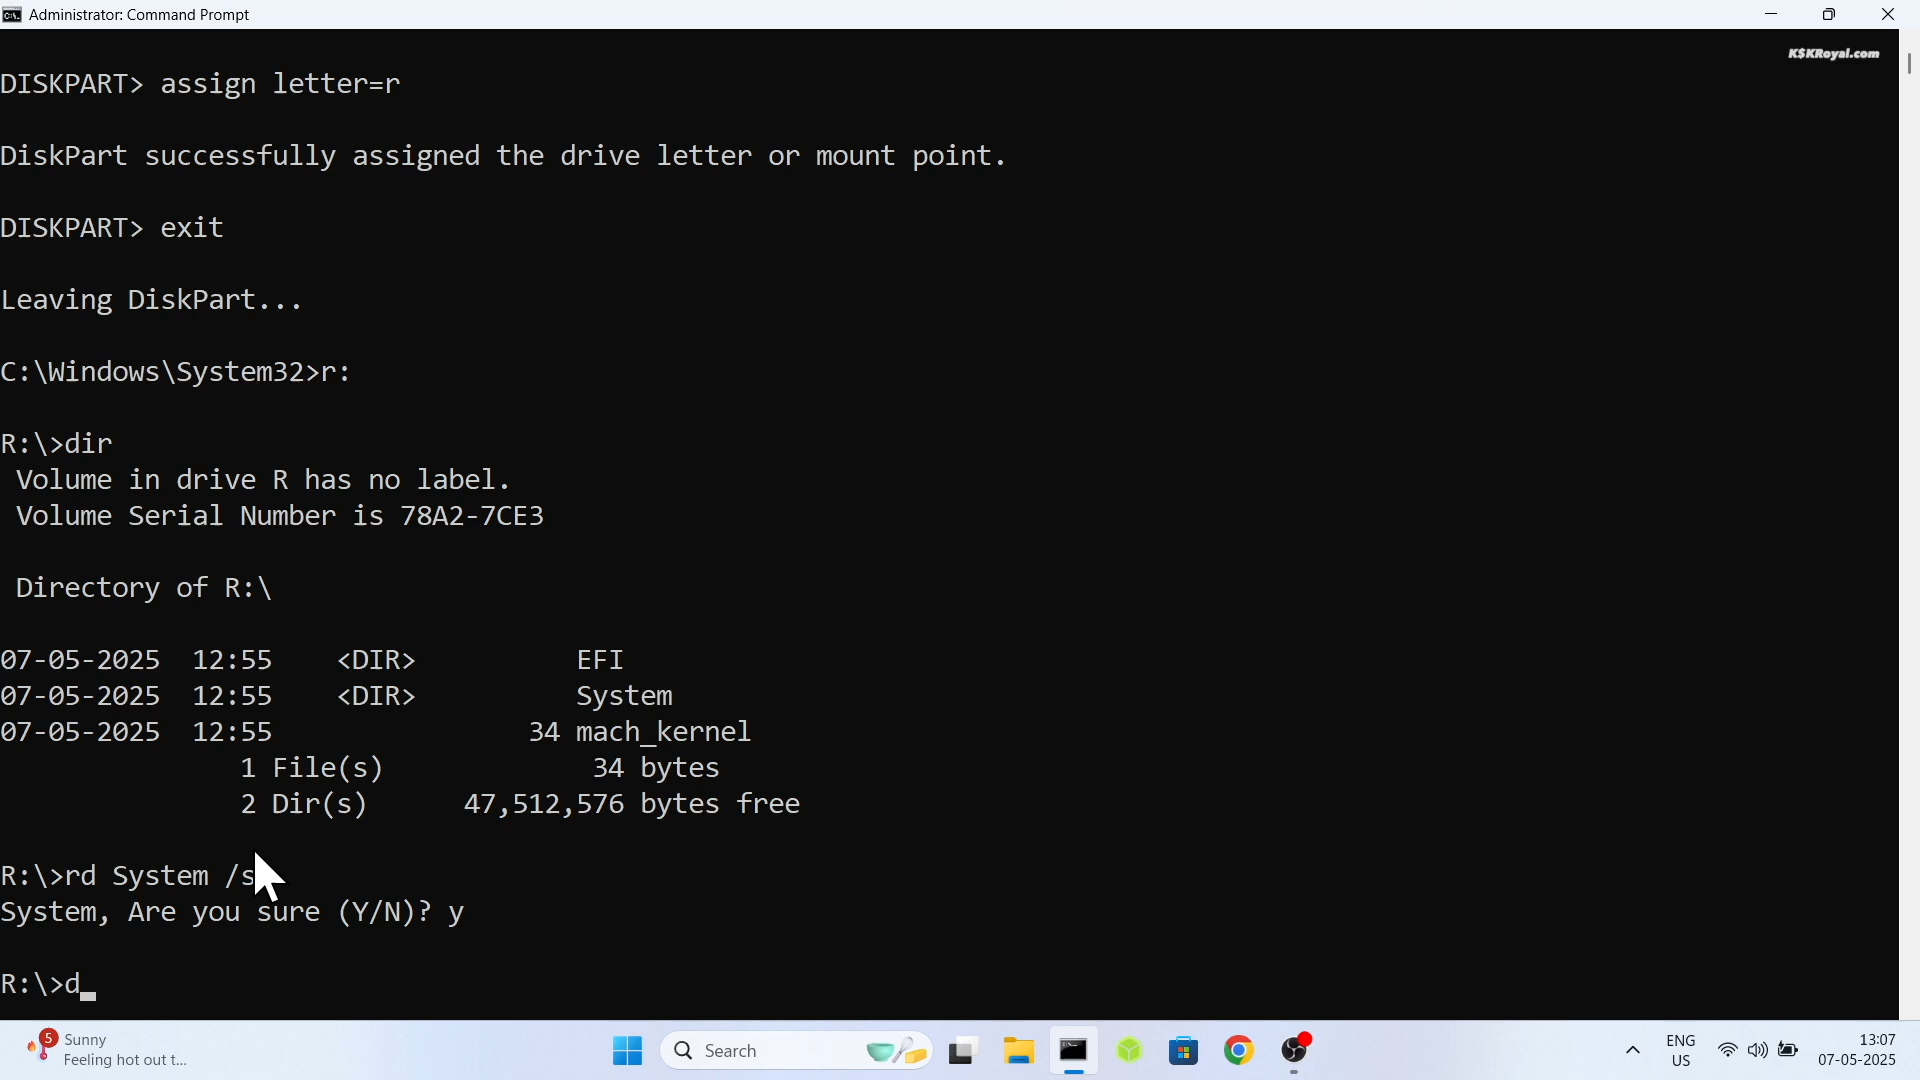 Administrator: Command Prompt
K$KRoyal.com
DISKPART> assign letter=r
DiskPart successfully assigned the drive letter or mount point.
DISKPART> exit
Leaving DiskPart...
C:\Windows\System32>r:
R:\>dir
 Volume in drive R has no label.
 Volume Serial Number is 78A2-7CE3
 Directory of R:\
07-05-2025  12:55    <DIR>          EFI
07-05-2025  12:55    <DIR>          System
07-05-2025  12:55                34 mach_kernel
               1 File(s)             34 bytes
               2 Dir(s)      47,512,576 bytes free
R:\>rd System /s
System, Are you sure (Y/N)? y
R:\>d
5
Sunny
Feeling hot out t...
Search
ENG
US
13:07
07-05-2025